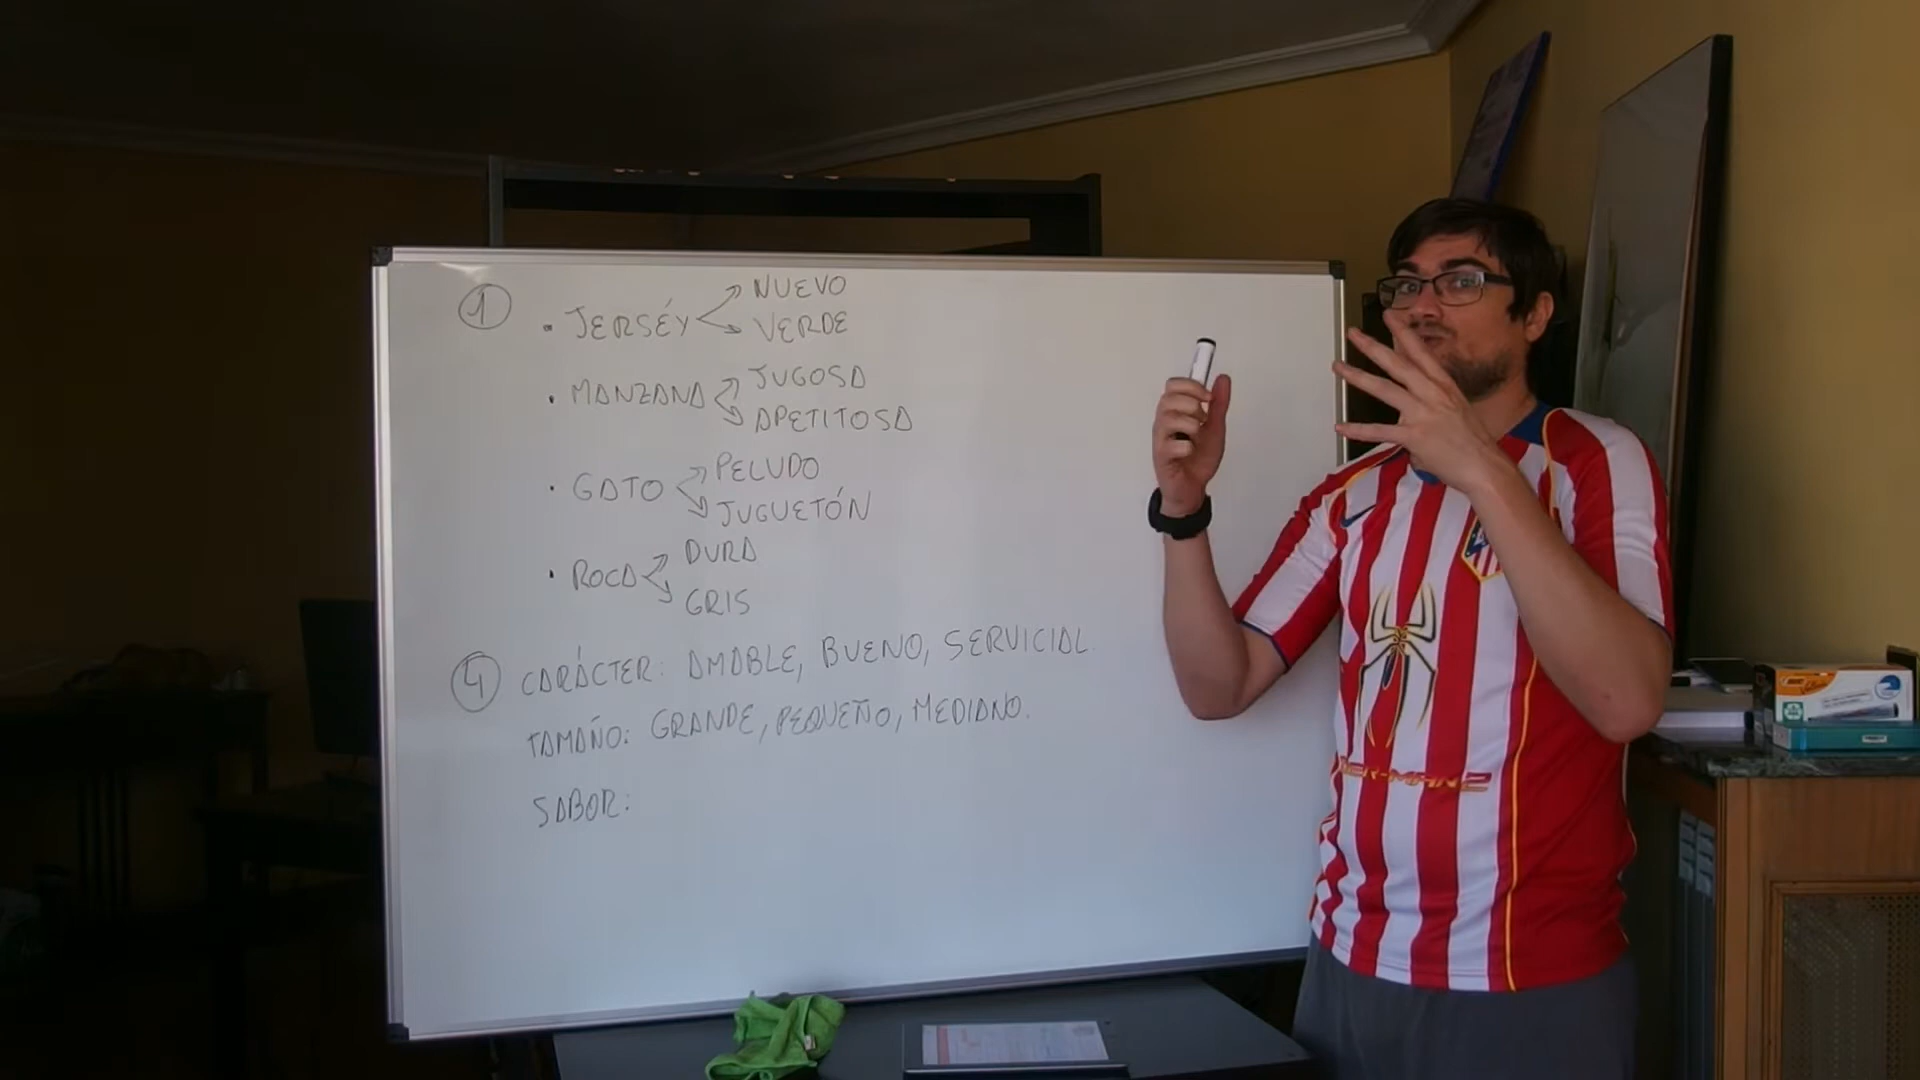 1
NUEVO
· JERSÉY
VERDE
JUGOSA
· MANZANA
APETITOSA
PELUDO
· GATO
JUGUETÓN
DURA
· ROCA
GRIS
4 CARÁCTER: AMABLE, BUENO, SERVICIAL.
TAMAÑO: GRANDE, PEQUEÑO, MEDIANO.
SABOR:
BIC